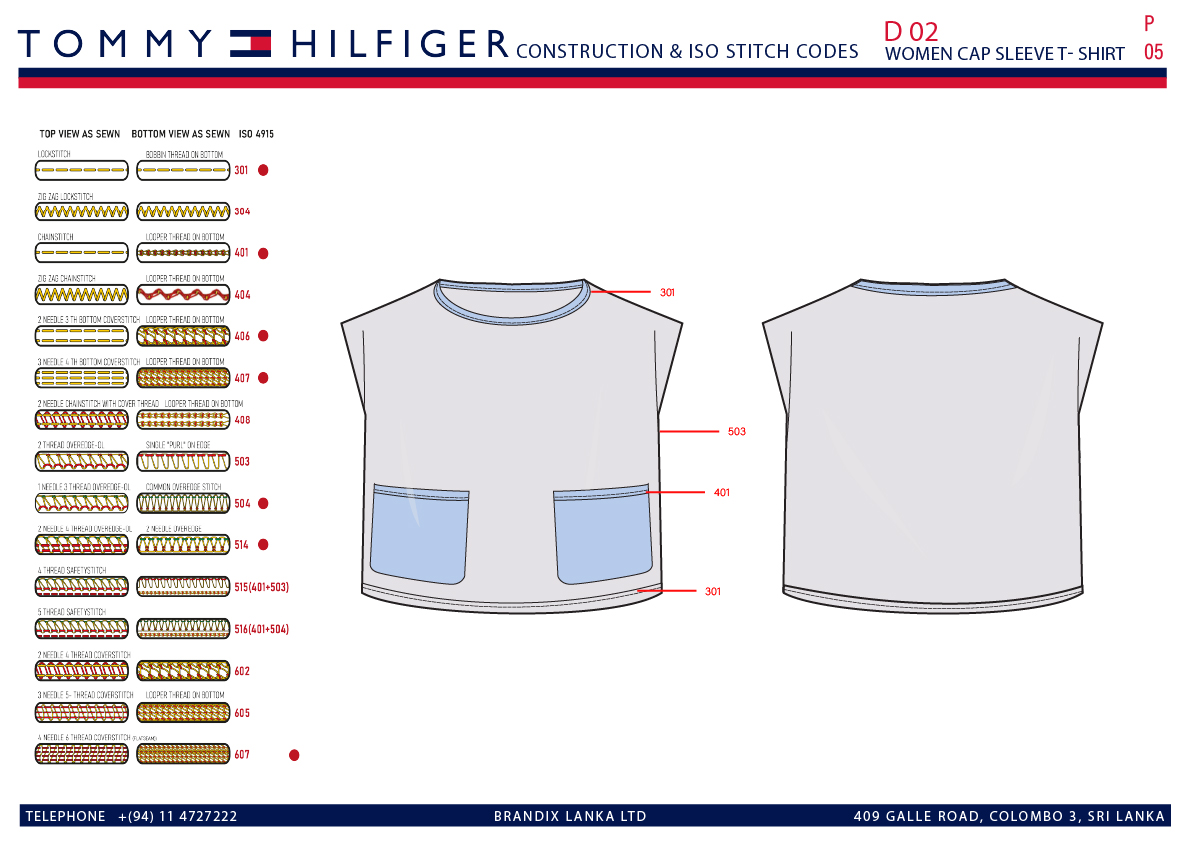 TOMMY HILFIGER CONSTRUCTION & ISO STITCH CODES
D 02
WOMEN CAP SLEEVE T- SHIRT
P
05
TOP VIEW AS SEWN BOTTOM VIEW AS SEWN ISO 4915
LOCKSTITCH BOBBIN THREAD ON BOTTOM
301
ZIG ZAG LOCKSTITCH
304
CHAINSTITCH LOOPER THREAD ON BOTTOM
401
ZIG ZAG CHAINSTITCH LOOPER THREAD ON BOTTOM
404
2 NEEDLE 3 TH BOTTOM COVERSTITCH LOOPER THREAD ON BOTTOM
406
3 NEEDLE 4 TH BOTTOM COVERSTITCH LOOPER THREAD ON BOTTOM
407
2 NEEDLE CHAINSTITCH WITH COVER THREAD LOOPER THREAD ON BOTTOM
408
2 THREAD OVEREDGE-OL SINGLE "PURL" ON EDGE
503
1 NEEDLE 3 THREAD OVEREDGE-OL COMMON OVEREDGE STITCH
504
2 NEEDLE 4 THREAD OVEREDGE-OL 2 NEEDLE OVEREDGE
514
4 THREAD SAFETYSTITCH
515(401+503)
5 THREAD SAFETYSTITCH
516(401+504)
2 NEEDLE 4 THREAD COVERSTITCH
602
3 NEEDLE 5- THREAD COVERSTITCH LOOPER THREAD ON BOTTOM
605
4 NEEDLE 6 THREAD COVERSTITCH (FLATSEAMS)
607
301
503
401
301
TELEPHONE +(94) 11 4727222 BRANDIX LANKA LTD 409 GALLE ROAD, COLOMBO 3, SRI LANKA